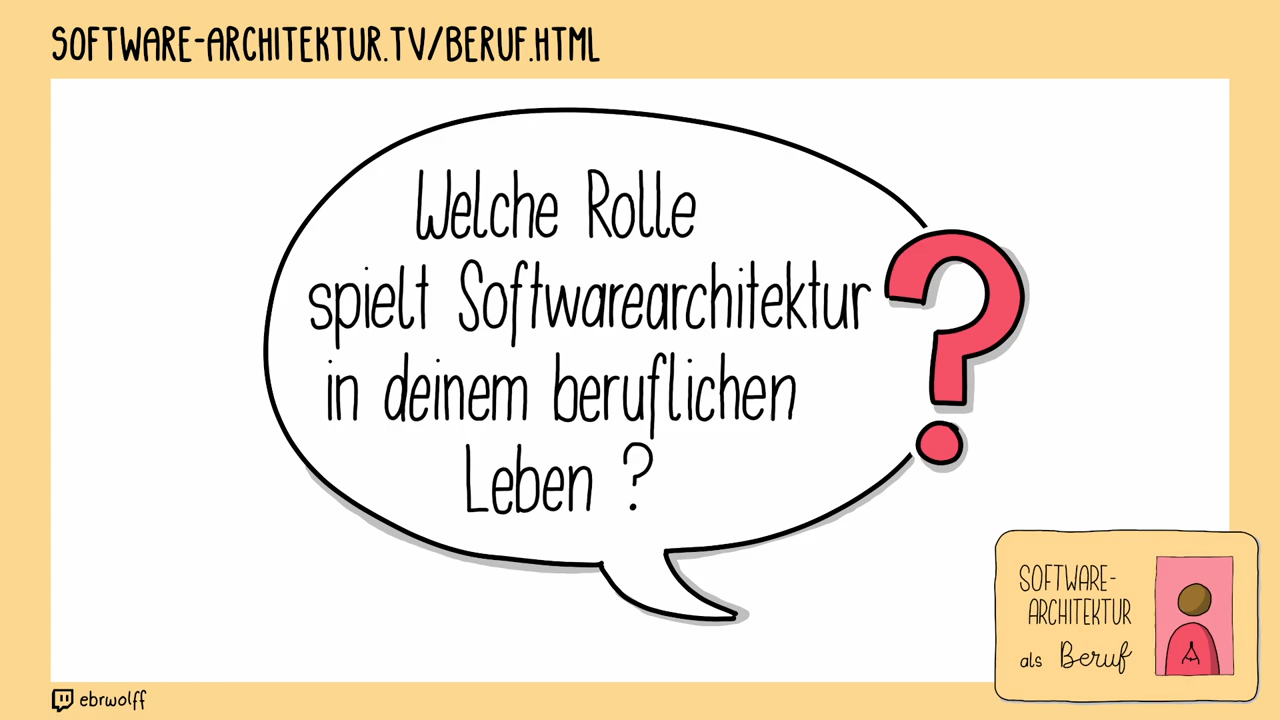 SOFTWARE-ARCHITEKTUR.TV/BERUF.HTML
Welche Rolle
spielt Softwarearchitektur
in deinem beruflichen
Leben ?
?
SOFTWARE-
ARCHITEKTUR
als Beruf
ebrwolff